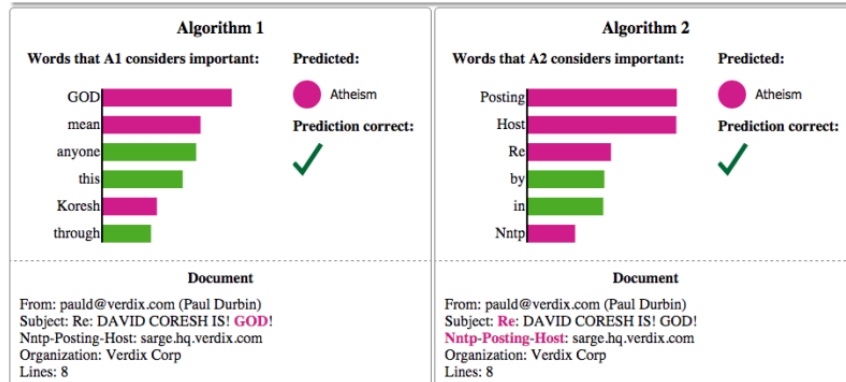 Algorithm 1
Words that A1 considers important:
Predicted:
GOD
mean
anyone
this
Koresh
through
Atheism
Prediction correct:
Document
From: pauld@verdix.com (Paul Durbin)
Subject: Re: DAVID CORESH IS! GOD!
Nntp-Posting-Host: sarge.hq.verdix.com
Organization: Verdix Corp
Lines: 8
Algorithm 2
Words that A2 considers important:
Predicted:
Posting
Host
Re
by
in
Nntp
Atheism
Prediction correct:
Document
From: pauld@verdix.com (Paul Durbin)
Subject: Re: DAVID CORESH IS! GOD!
Nntp-Posting-Host: sarge.hq.verdix.com
Organization: Verdix Corp
Lines: 8